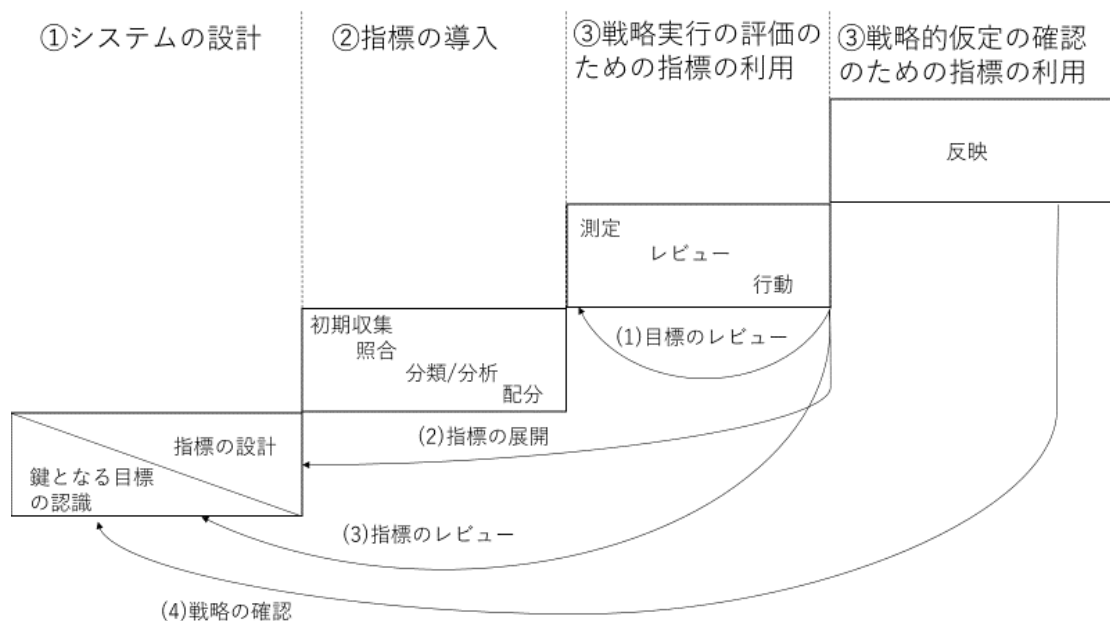 ①システムの設計
②指標の導入
③戦略実行の評価の
ための指標の利用
③戦略的仮定の確認
のための指標の利用
反映
測定
レビュー
行動
(1)目標のレビュー
初期収集
照合
分類/分析
配分
(2)指標の展開
指標の設計
鍵となる目標
の認識
(3)指標のレビュー
(4)戦略の確認